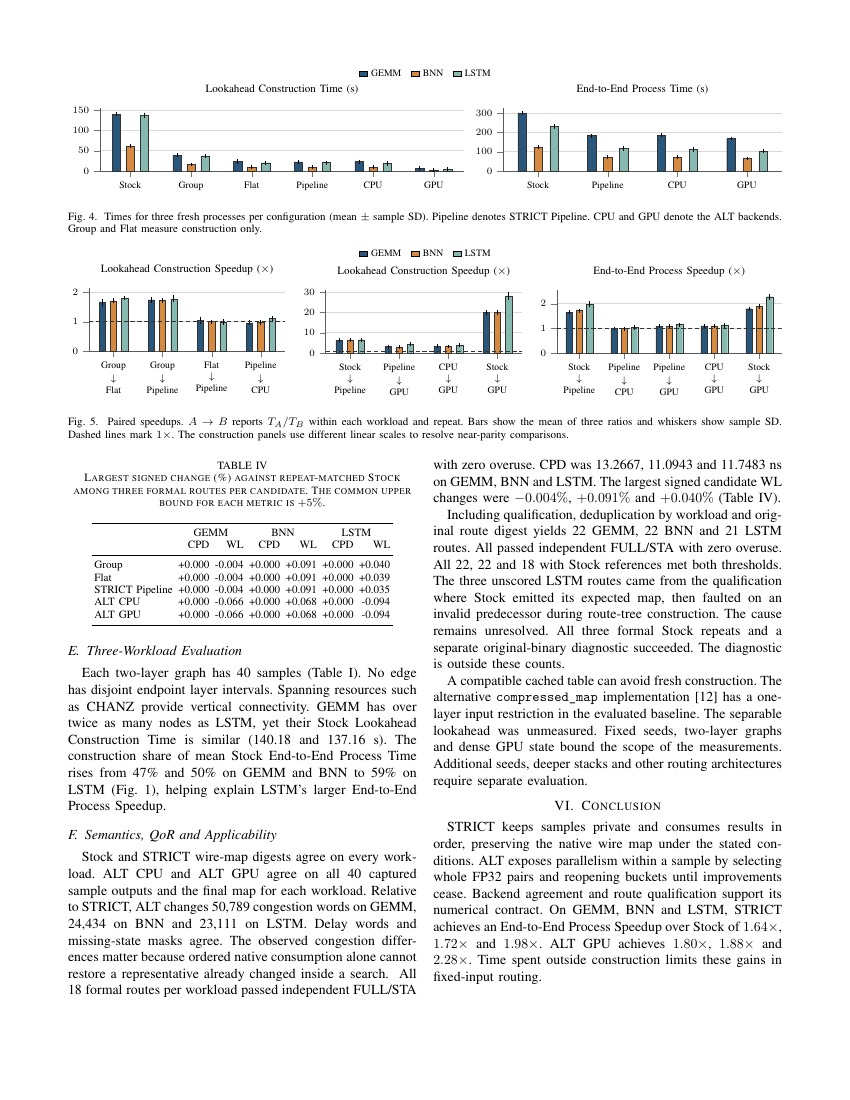 GEMM BNN LSTM
Lookahead Construction Time (s)
150
100
50
0
Stock Group Flat Pipeline CPU GPU
End-to-End Process Time (s)
300
200
100
0
Stock Pipeline CPU GPU
Fig. 4. Times for three fresh processes per configuration (mean ± sample SD). Pipeline denotes STRICT Pipeline. CPU and GPU denote the ALT backends.
Group and Flat measure construction only.
GEMM BNN LSTM
Lookahead Construction Speedup (×)
2
1
0
Group ↓ Flat
Group ↓ Pipeline
Flat ↓ Pipeline
Pipeline ↓ CPU
Lookahead Construction Speedup (×)
30
20
10
0
Stock ↓ Pipeline
Pipeline ↓ GPU
CPU ↓ GPU
Stock ↓ GPU
End-to-End Process Speedup (×)
2
1
0
Stock ↓ Pipeline
Pipeline ↓ CPU
Pipeline ↓ GPU
CPU ↓ GPU
Stock ↓ GPU
Fig. 5. Paired speedups. A → B reports T_A/T_B within each workload and repeat. Bars show the mean of three ratios and whiskers show sample SD.
Dashed lines mark 1×. The construction panels use different linear scales to resolve near-parity comparisons.
TABLE IV
LARGEST SIGNED CHANGE (%) AGAINST REPEAT-MATCHED STOCK
AMONG THREE FORMAL ROUTES PER CANDIDATE. THE COMMON UPPER
BOUND FOR EACH METRIC IS +5%.
GEMM BNN LSTM
CPD WL CPD WL CPD WL
Group +0.000 -0.004 +0.000 +0.091 +0.000 +0.040
Flat +0.000 -0.004 +0.000 +0.091 +0.000 +0.039
STRICT Pipeline +0.000 -0.004 +0.000 +0.091 +0.000 +0.035
ALT CPU +0.000 -0.066 +0.000 +0.068 +0.000 -0.094
ALT GPU +0.000 -0.066 +0.000 +0.068 +0.000 -0.094
E. Three-Workload Evaluation
Each two-layer graph has 40 samples (Table I). No edge
has disjoint endpoint layer intervals. Spanning resources such
as CHANZ provide vertical connectivity. GEMM has over
twice as many nodes as LSTM, yet their Stock Lookahead
Construction Time is similar (140.18 and 137.16 s). The
construction share of mean Stock End-to-End Process Time
rises from 47% and 50% on GEMM and BNN to 59% on
LSTM (Fig. 1), helping explain LSTM's larger End-to-End
Process Speedup.
F. Semantics, QoR and Applicability
Stock and STRICT wire-map digests agree on every work-
load. ALT CPU and ALT GPU agree on all 40 captured
sample outputs and the final map for each workload. Relative
to STRICT, ALT changes 50,789 congestion words on GEMM,
24,434 on BNN and 23,111 on LSTM. Delay words and
missing-state masks agree. The observed congestion differ-
ences matter because ordered native consumption alone cannot
restore a representative already changed inside a search. All
18 formal routes per workload passed independent FULL/STA
with zero overuse. CPD was 13.2667, 11.0943 and 11.7483 ns
on GEMM, BNN and LSTM. The largest signed candidate WL
changes were −0.004%, +0.091% and +0.040% (Table IV).
Including qualification, deduplication by workload and orig-
inal route digest yields 22 GEMM, 22 BNN and 21 LSTM
routes. All passed independent FULL/STA with zero overuse.
All 22, 22 and 18 with Stock references met both thresholds.
The three unscored LSTM routes came from the qualification
where Stock emitted its expected map, then faulted on an
invalid predecessor during route-tree construction. The cause
remains unresolved. All three formal Stock repeats and a
separate original-binary diagnostic succeeded. The diagnostic
is outside these counts.
A compatible cached table can avoid fresh construction. The
alternative compressed_map implementation [12] has a one-
layer input restriction in the evaluated baseline. The separable
lookahead was unmeasured. Fixed seeds, two-layer graphs
and dense GPU state bound the scope of the measurements.
Additional seeds, deeper stacks and other routing architectures
require separate evaluation.
VI. CONCLUSION
STRICT keeps samples private and consumes results in
order, preserving the native wire map under the stated con-
ditions. ALT exposes parallelism within a sample by selecting
whole FP32 pairs and reopening buckets until improvements
cease. Backend agreement and route qualification support its
numerical contract. On GEMM, BNN and LSTM, STRICT
achieves an End-to-End Process Speedup over Stock of 1.64×,
1.72× and 1.98×. ALT GPU achieves 1.80×, 1.88× and
2.28×. Time spent outside construction limits these gains in
fixed-input routing.